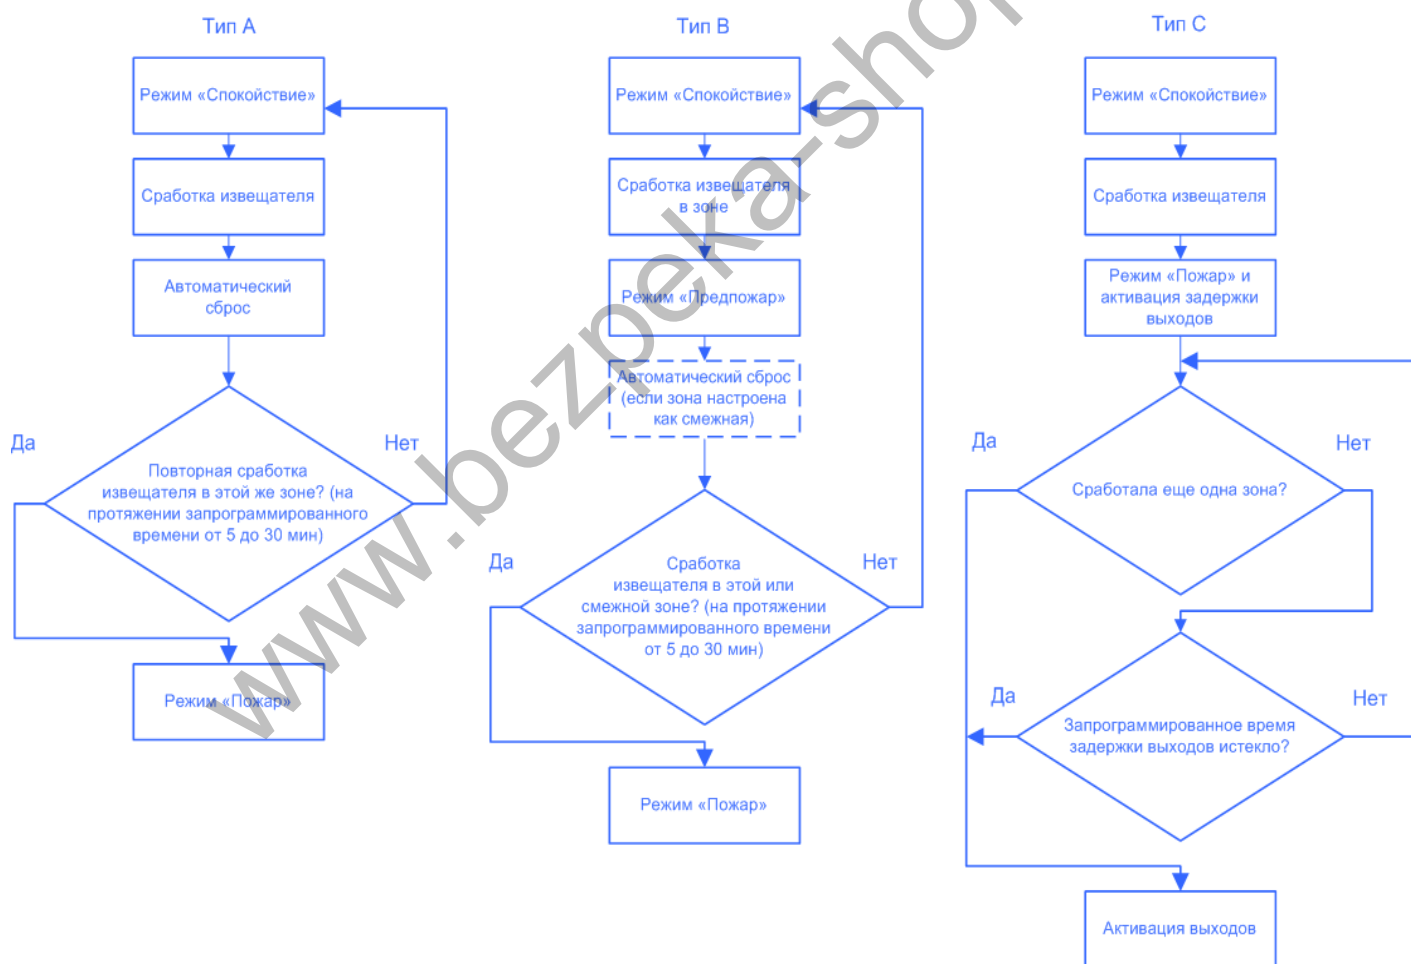 Тип A
Режим «Спокойствие»
Сработка извещателя
Автоматический
сброс
Да
Нет
Повторная сработка
извещателя в этой же зоне? (на
протяжении запрограммированного
времени от 5 до 30 мин)
Режим «Пожар»
Тип B
Режим «Спокойствие»
Сработка извещателя
в зоне
Режим «Предпожар»
Автоматический сброс
(если зона настроена
как смежная)
Да
Нет
Сработка
извещателя в этой или
смежной зоне? (на протяжении
запрограммированного времени
от 5 до 30 мин)
Режим «Пожар»
Тип C
Режим «Спокойствие»
Сработка извещателя
Режим «Пожар» и
активация задержки
выходов
Да
Нет
Сработала еще одна зона?
Да
Нет
Запрограммированное время
задержки выходов истекло?
Активация выходов
www.bezpeka-shop